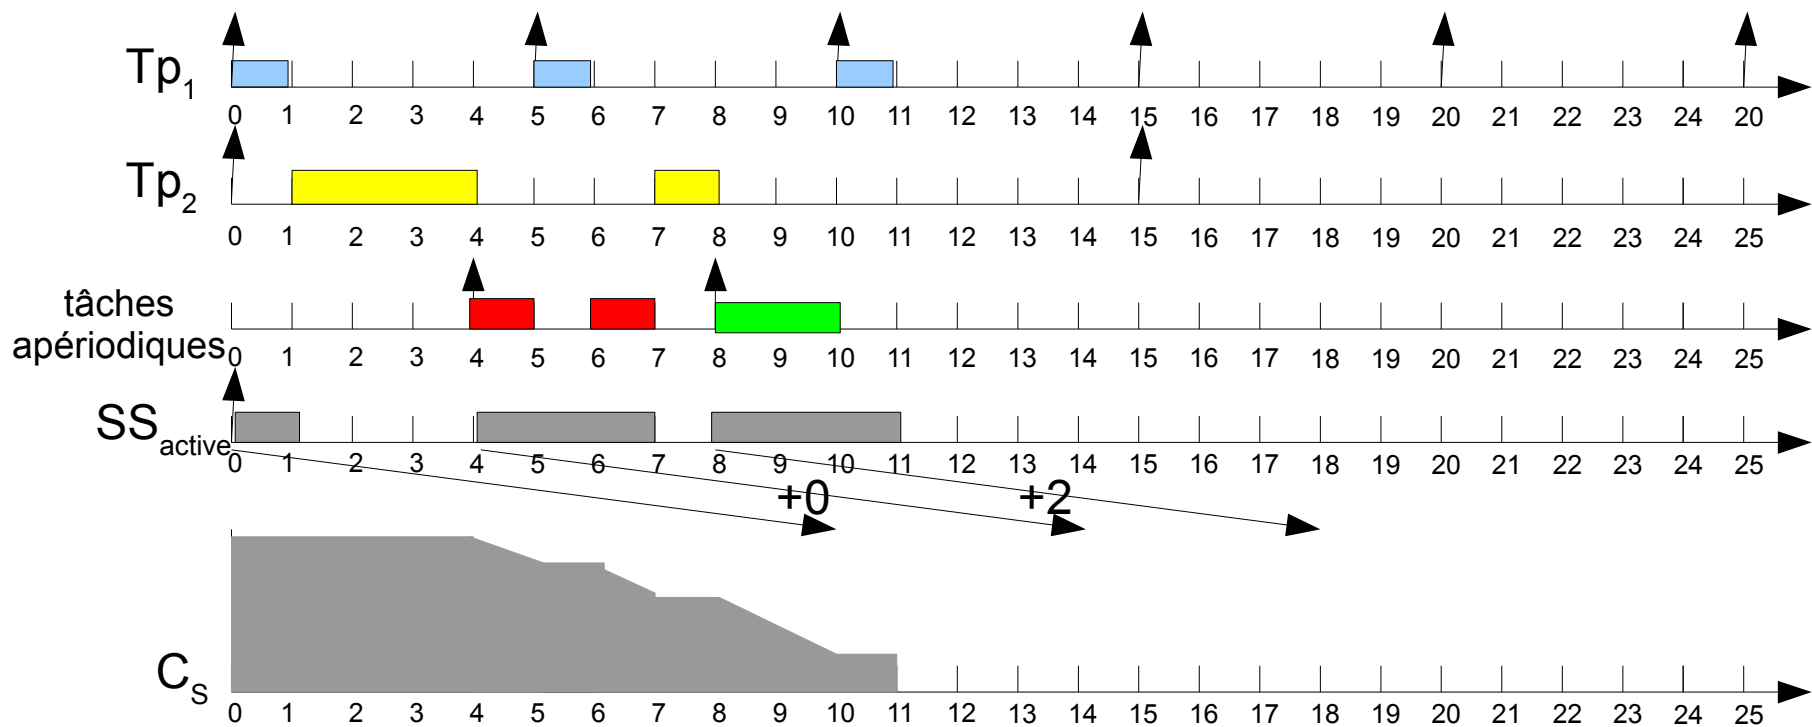 Tp1
0 1 2 3 4 5 6 7 8 9 10 11 12 13 14 15 16 17 18 19 20 21 22 23 24 20
Tp2
0 1 2 3 4 5 6 7 8 9 10 11 12 13 14 15 16 17 18 19 20 21 22 23 24 25
tâches
apériodiques
0 1 2 3 4 5 6 7 8 9 10 11 12 13 14 15 16 17 18 19 20 21 22 23 24 25
SSactive
0 1 2 3 4 5 6 7 8 9 10 11 12 13 14 15 16 17 18 19 20 21 22 23 24 25
+0 +2
CS
0 1 2 3 4 5 6 7 8 9 10 11 12 13 14 15 16 17 18 19 20 21 22 23 24 25